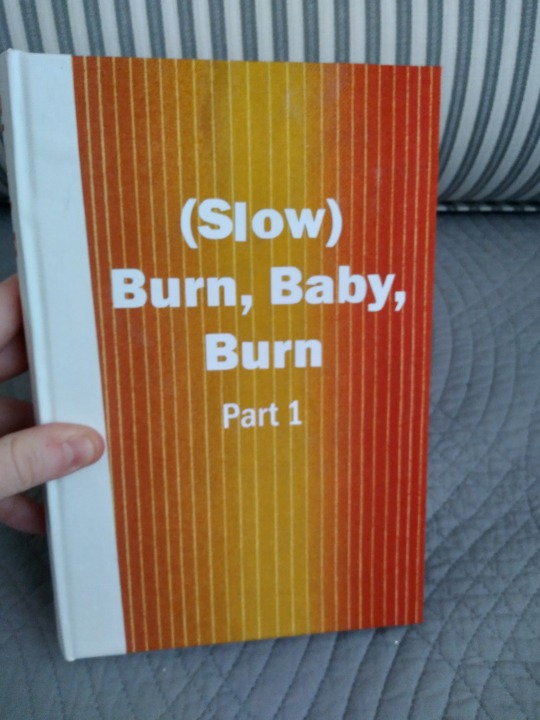 (Slow)
Burn, Baby,
Burn
Part 1